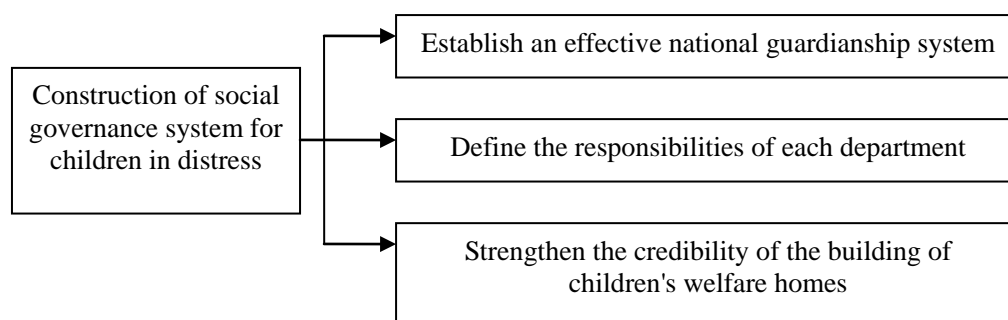 Construction of social
governance system for
children in distress
Establish an effective national guardianship system
Define the responsibilities of each department
Strengthen the credibility of the building of
children's welfare homes